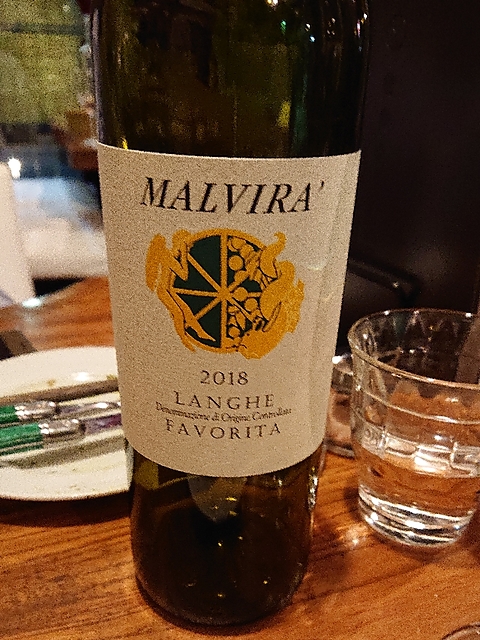 MALVIRA'
2018
LANGHE
Denominazione di Origine Controllata
FAVORITA